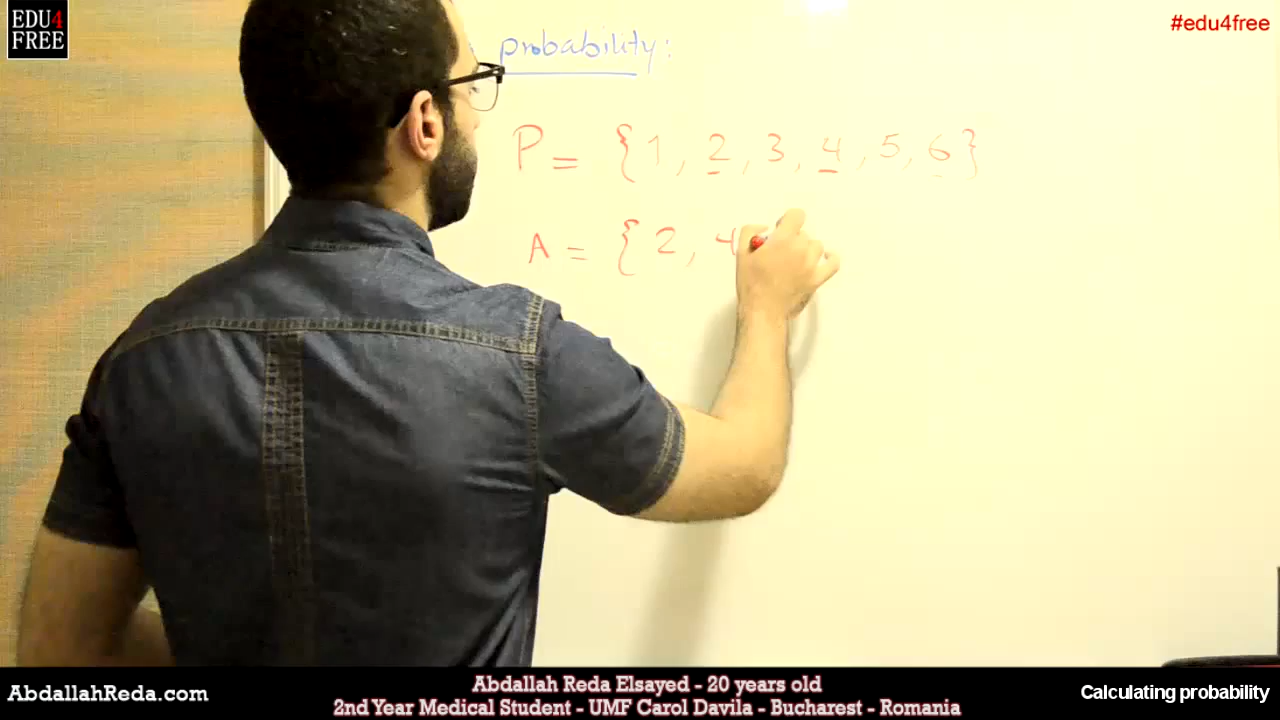 EDU4
FREE
#edu4free
probability:
P = {1, 2, 3, 4, 5, 6}
A = {2, 4
AbdallahReda.com
Abdallah Reda Elsayed - 20 years old
2nd Year Medical Student - UMF Carol Davila - Bucharest - Romania
Calculating probability